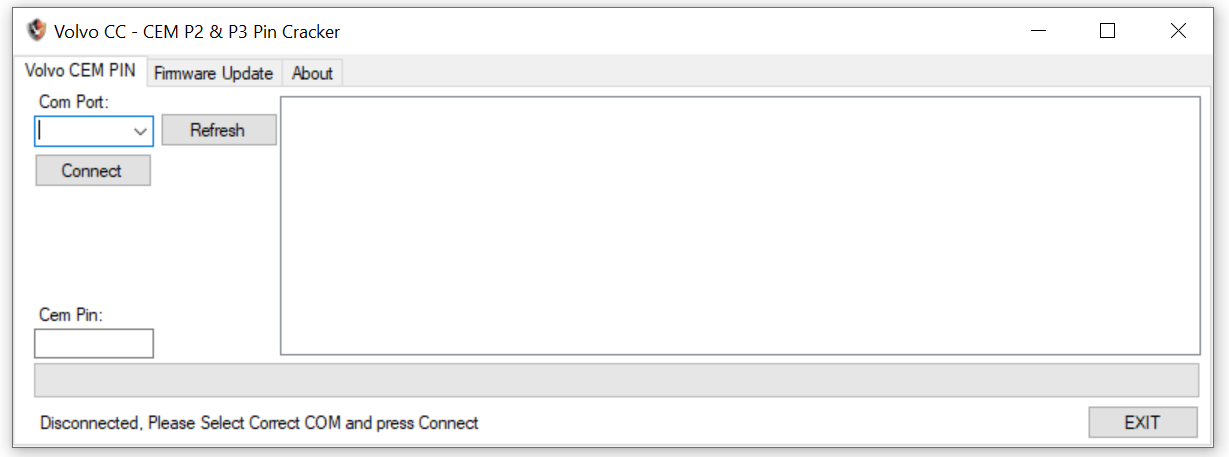 Volvo CC - CEM P2 & P3 Pin Cracker
Volvo CEM PIN Firmware Update About
Com Port:
Refresh
Connect
Cem Pin:
Disconnected, Please Select Correct COM and press Connect
EXIT